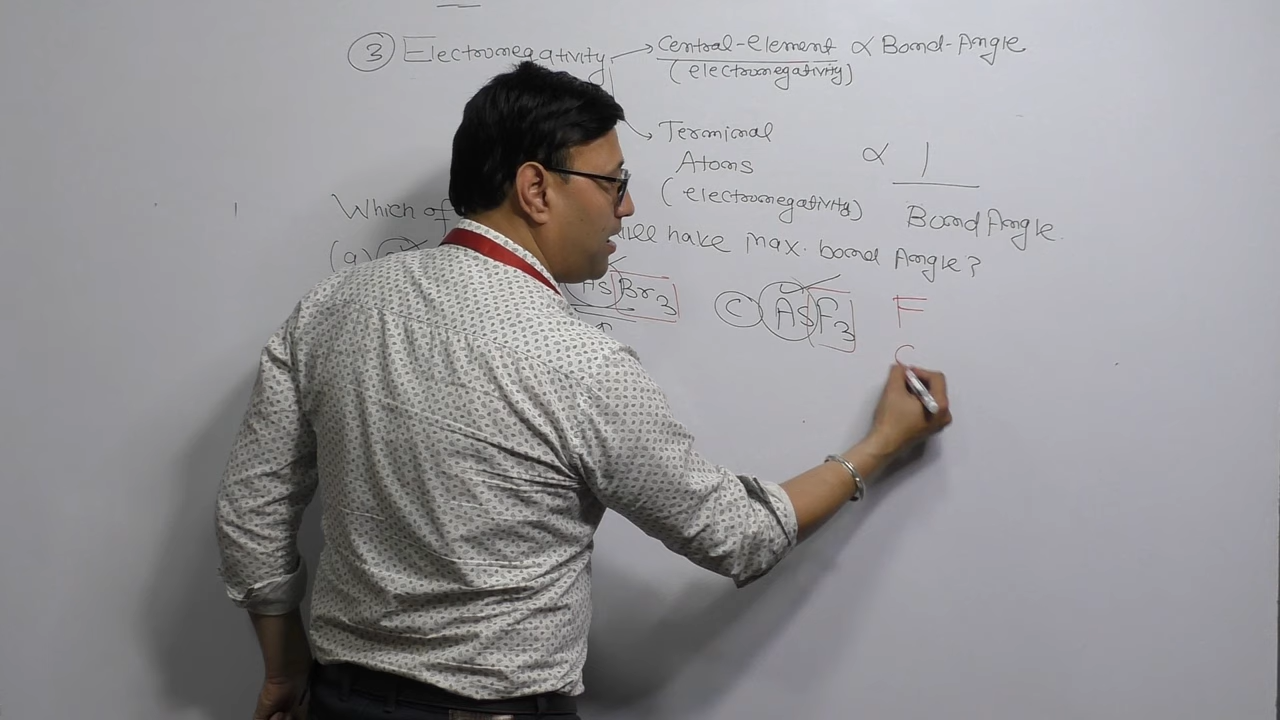 ③ Electronegativity → Central-element ∝ Bond-Angle
(electronegativity)
Terminal
Atoms ∝ 1
(electronegativity) Bond Angle.
Which of will have max. bond Angle?
(a) AsBr3 (c) AsF3 F